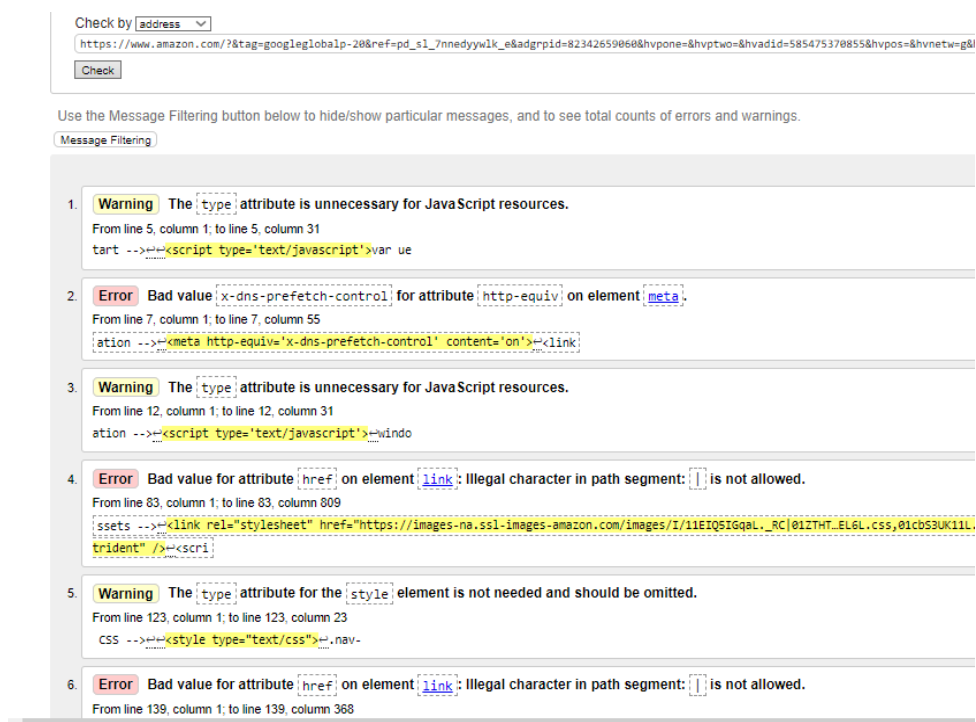 Check by address
https://www.amazon.com/?&tag=googleglobalp-20&ref=pd_sl_7nnedyywlk_e&adgrpid=82342659060&hvpone=&hvptwo=&hvadid=585475370855&hvpos=&hvnetw=g&
Check
Use the Message Filtering button below to hide/show particular messages, and to see total counts of errors and warnings.
Message Filtering
1. Warning The type attribute is unnecessary for JavaScript resources.
From line 5, column 1; to line 5, column 31
tart -->↩↩<script type='text/javascript'>var ue
2. Error Bad value x-dns-prefetch-control for attribute http-equiv on element meta.
From line 7, column 1; to line 7, column 55
ation -->↩<meta http-equiv='x-dns-prefetch-control' content='on'>↩<link
3. Warning The type attribute is unnecessary for JavaScript resources.
From line 12, column 1; to line 12, column 31
ation -->↩<script type='text/javascript'>↩windo
4. Error Bad value for attribute href on element link: Illegal character in path segment: | is not allowed.
From line 83, column 1; to line 83, column 809
ssets -->↩<link rel="stylesheet" href="https://images-na.ssl-images-amazon.com/images/I/11EIQ5IGqaL._RC|01ZTHT…EL6L.css,01cbS3UK11L.
trident" />↩<scri
5. Warning The type attribute for the style element is not needed and should be omitted.
From line 123, column 1; to line 123, column 23
CSS -->↩↩<style type="text/css">↩.nav-
6. Error Bad value for attribute href on element link: Illegal character in path segment: | is not allowed.
From line 139, column 1; to line 139, column 368